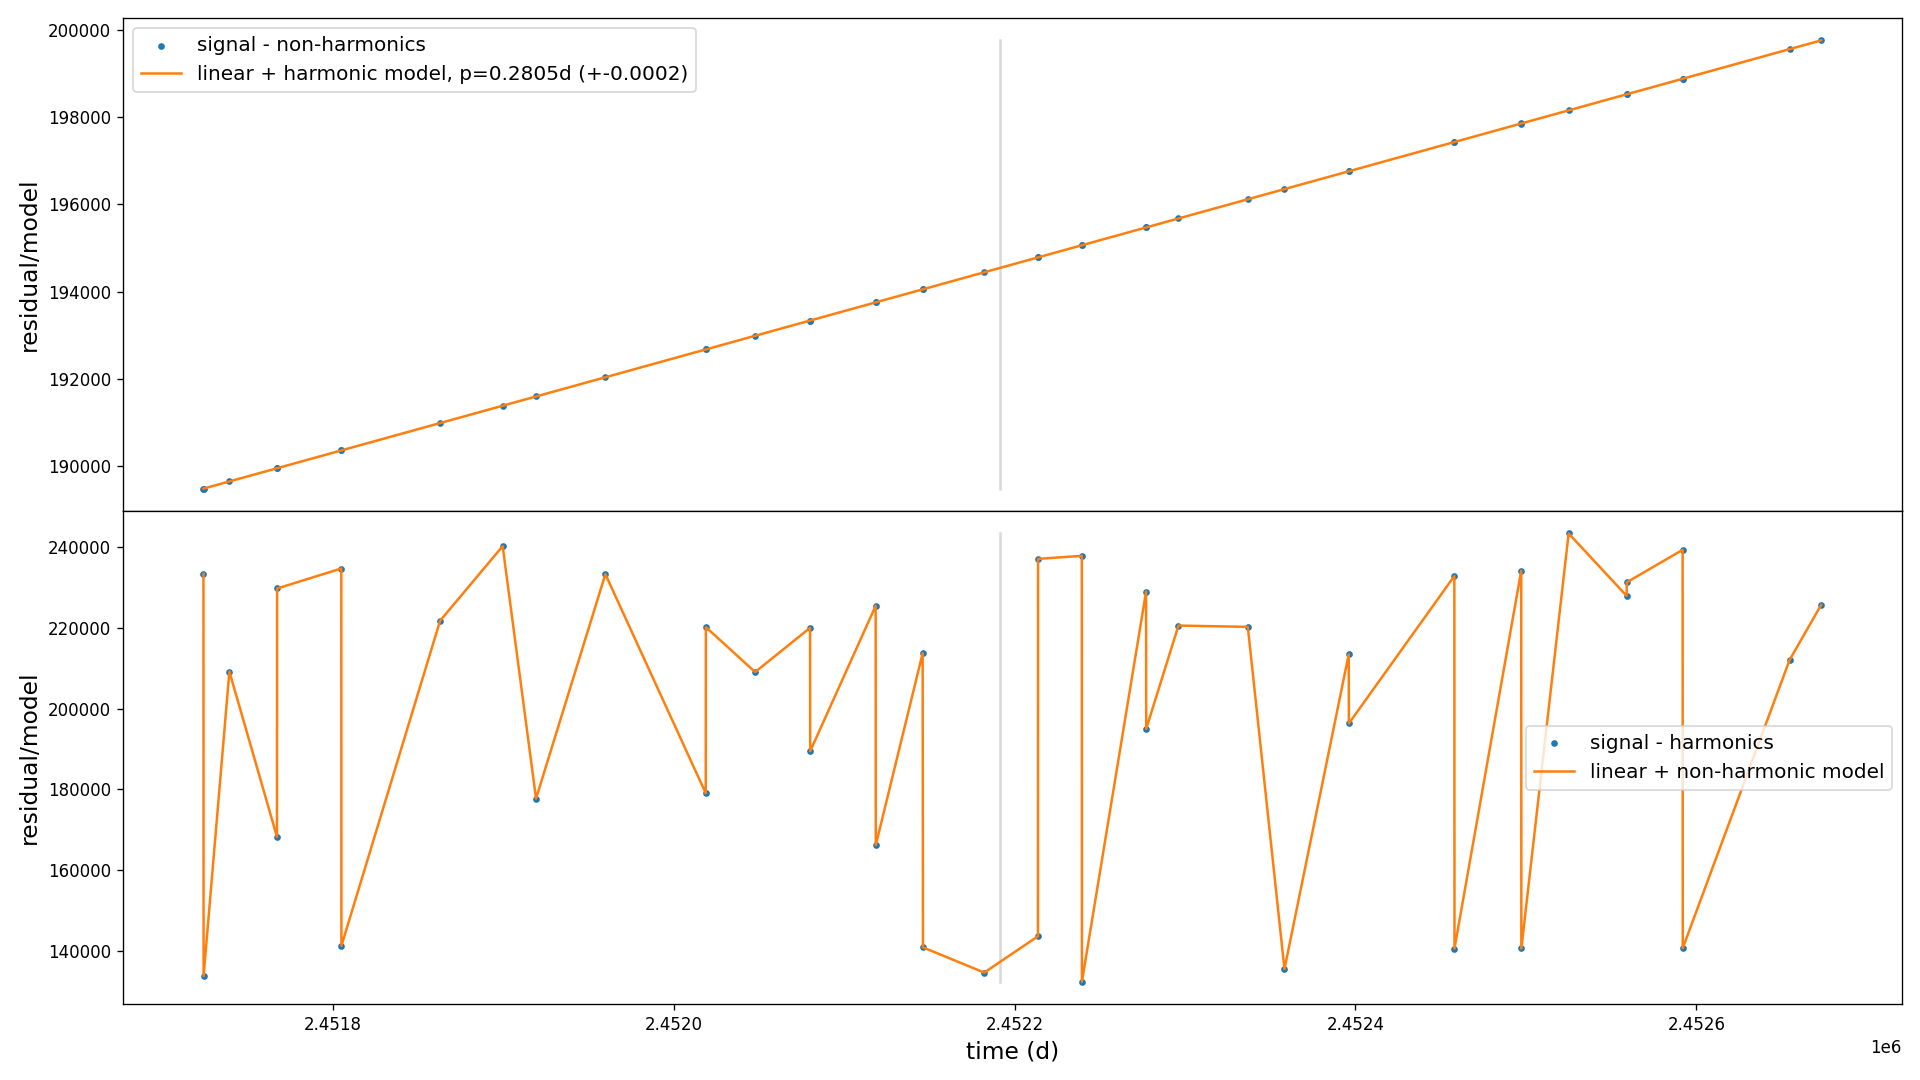 200000
198000
196000
194000
192000
190000
residual/model
signal - non-harmonics
linear + harmonic model, p=0.2805d (+-0.0002)
240000
220000
200000
180000
160000
140000
residual/model
signal - harmonics
linear + non-harmonic model
2.4518
2.4520
2.4522
2.4524
2.4526
1e6
time (d)